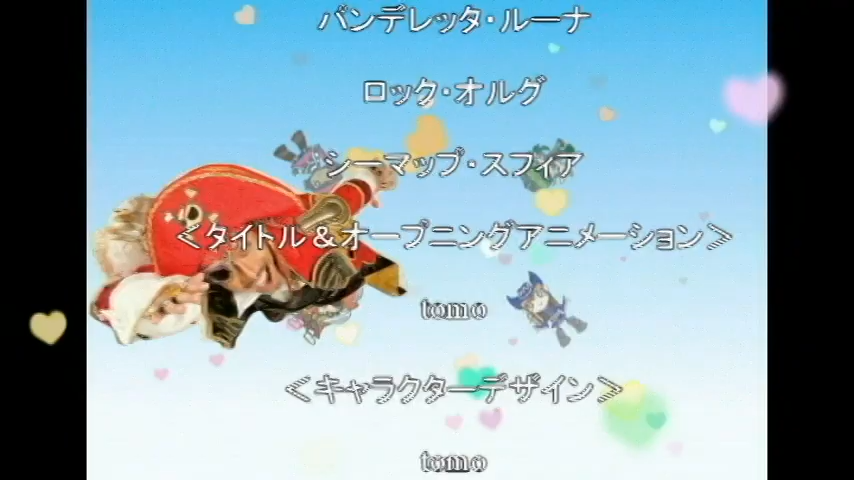 バンデレッタ・ルーナ
ロック・オルグ
シーマップ・スフィア
＜タイトル＆オープニングアニメーション＞
tomo
＜キャラクターデザイン＞
tomo